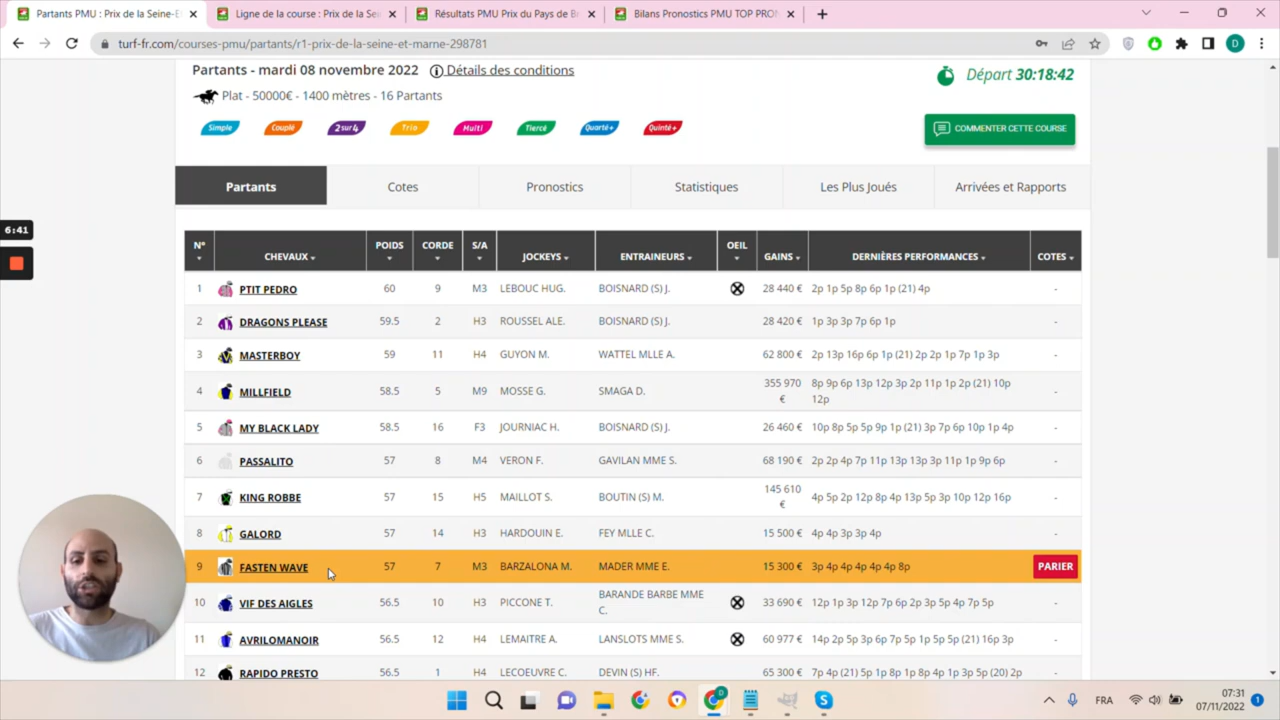 Partants PMU : Prix de la Seine-E
Ligne de la course : Prix de la Se
Résultats PMU Prix du Pays de B
Bilans Pronostics PMU TOP PRO
turf-fr.com/courses-pmu/partants/r1-prix-de-la-seine-et-marne-298781
D
Partants - mardi 08 novembre 2022 Détails des conditions
Départ 30:18:42
Plat - 50000€ - 1400 mètres - 16 Partants
Simple Couplé 2sur4 Trio Multi Tiercé Quarté+ Quinté+
COMMENTER CETTE COURSE
Partants Cotes Pronostics Statistiques Les Plus Joués Arrivées et Rapports
6:41
N° CHEVAUX POIDS CORDE S/A JOCKEYS ENTRAINEURS OEIL GAINS DERNIÈRES PERFORMANCES COTES
1 PTIT PEDRO 60 9 M3 LEBOUC HUG. BOISNARD (S) J. 28 440 € 2p 1p 5p 8p 6p 1p (21) 4p -
2 DRAGONS PLEASE 59.5 2 H3 ROUSSEL ALE. BOISNARD (S) J. 28 420 € 1p 3p 3p 7p 6p 1p -
3 MASTERBOY 59 11 H4 GUYON M. WATTEL MLLE A. 62 800 € 2p 13p 16p 6p 1p (21) 2p 2p 1p 7p 1p 3p -
4 MILLFIELD 58.5 5 M9 MOSSE G. SMAGA D. 355 970 € 8p 9p 6p 13p 12p 3p 2p 11p 1p 2p (21) 10p 12p -
5 MY BLACK LADY 58.5 16 F3 JOURNIAC H. BOISNARD (S) J. 26 460 € 10p 8p 5p 5p 9p 1p (21) 3p 7p 6p 10p 1p -
6 PASSALITO 57 8 M4 VERON F. GAVILAN MME S. 68 190 € 2p 2p 4p 7p 11p 13p 13p 3p 11p 1p 9p 6p -
7 KING ROBBE 57 15 H5 MAILLOT S. BOUTIN (S) M. 145 610 € 4p 5p 2p 12p 8p 4p 13p 5p 3p 10p 12p 16p -
8 GALORD 57 14 H3 HARDOUIN E. FEY MLLE C. 15 500 € 4p 4p 3p 3p 4p -
9 FASTEN WAVE 57 7 M3 BARZALONA M. MADER MME E. 15 300 € 3p 4p 4p 4p 4p 4p 8p PARIER
10 VIF DES AIGLES 56.5 10 H3 PICCONE T. BARANDE BARBE MME C. 33 690 € 12p 1p 3p 12p 7p 6p 2p 3p 5p 4p 7p 5p -
11 AVRILOMANOIR 56.5 12 H4 LEMAITRE A. LANSLOTS MME S. 60 977 € 14p 2p 5p 3p 6p 7p 5p 1p 5p 5p (21) 16p 3p -
12 RAPIDO PRESTO 56.5 1 H4 LECOEUVRE C. DEVIN (S) HF. 65 300 € 7p 4p (21) 5p 1p 8p 1p 5p 5p 3p (20) 2p -
FRA
07:31
07/11/2022
1